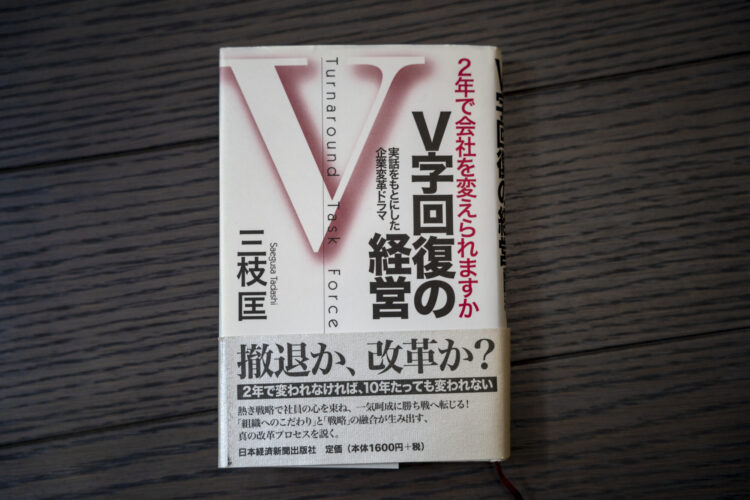 2年で会社を変えられますか
V字回復の
経営
実話をもとにした
企業変革ドラマ
V
Turnaround Task Force
三枝 匡
Saegusa Tadashi
V字回復の経営
撤退か、改革か?
2年で変われなければ、10年たっても変われない
熱き戦略で社員の心を束ね、一気呵成に勝ち戦へ転じる!
「組織へのこだわり」と「戦略」の融合が生み出す、
真の改革プロセスを説く。
日本経済新聞出版社 定価(本体1600円+税)